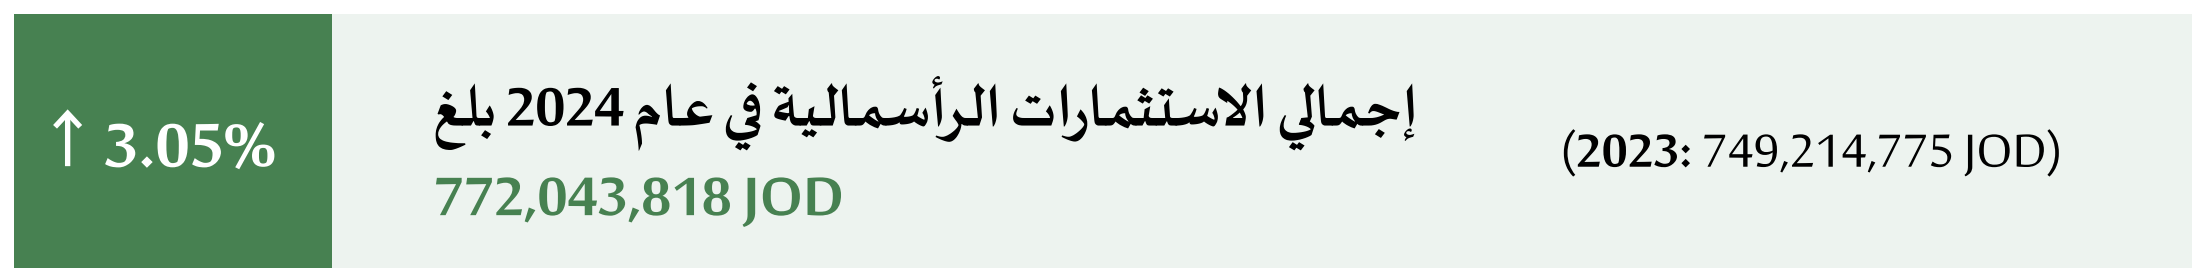 ↑ 3.05%
إجمالي الاستثمارات الرأسمالية في عام 2024 بلغ
772,043,818 JOD
(2023: 749,214,775 JOD)